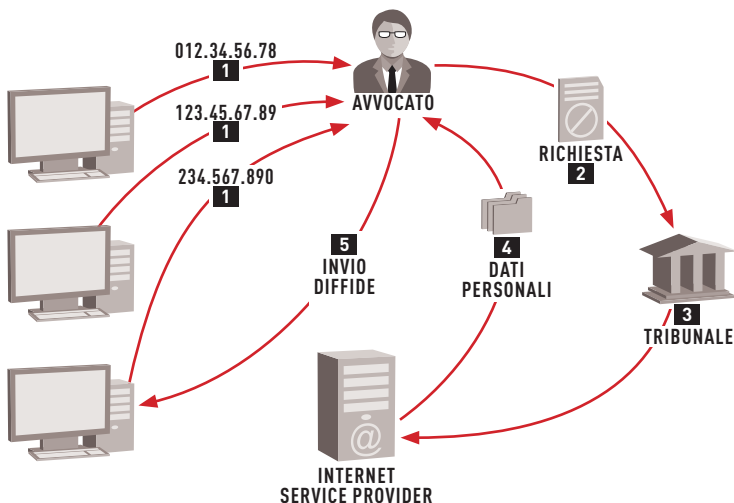 012.34.56.78
1
AVVOCATO
123.45.67.89
1
234.567.890
1
RICHIESTA
2
5
INVIO
DIFFIDE
4
DATI
PERSONALI
3
TRIBUNALE
@
INTERNET
SERVICE PROVIDER